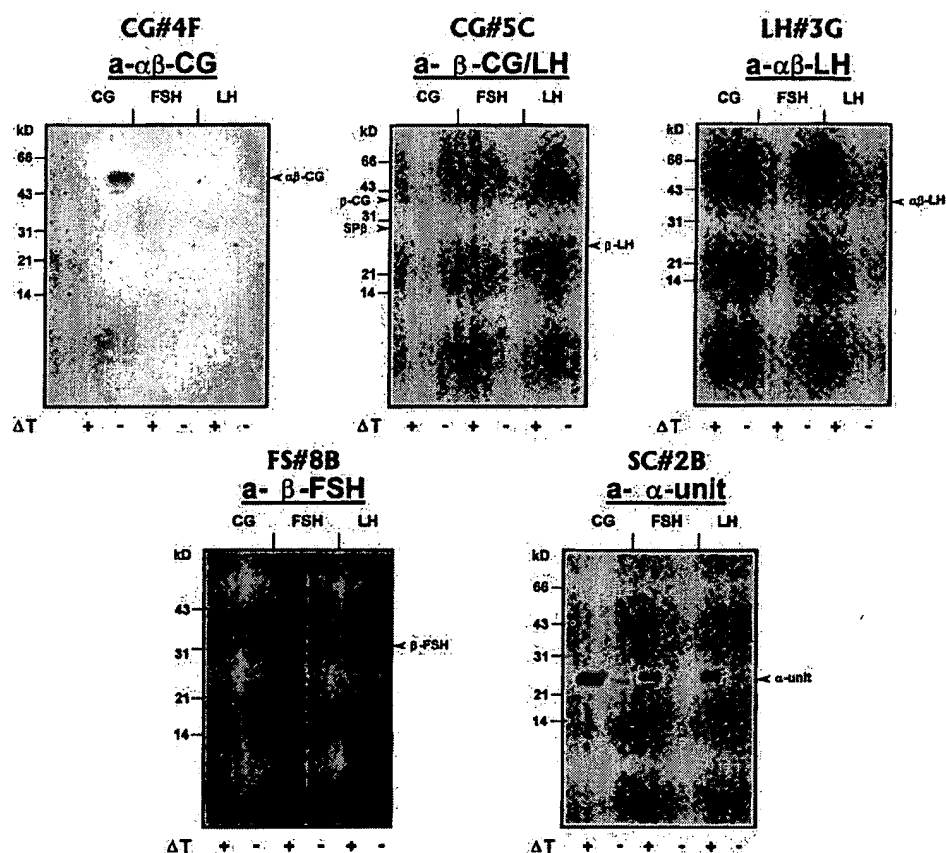 CG#4F
a-αβ-CG
CG FSH LH
kD
66
43
31
21
14
αβ-CG
ΔT + - + - + -
CG#5C
a- β-CG/LH
CG FSH LH
kD
66
43
β-CG
31
SPβ
21
14
β-LH
ΔT + - + - + -
LH#3G
a-αβ-LH
CG FSH LH
kD
66
43
31
21
14
αβ-LH
ΔT + - + - + -
FS#8B
a- β-FSH
CG FSH LH
kD
43
31
21
14
β-FSH
ΔT + - + - + -
SC#2B
a- α-unit
CG FSH LH
kD
66
43
31
21
14
α-unit
ΔT + - + - + -